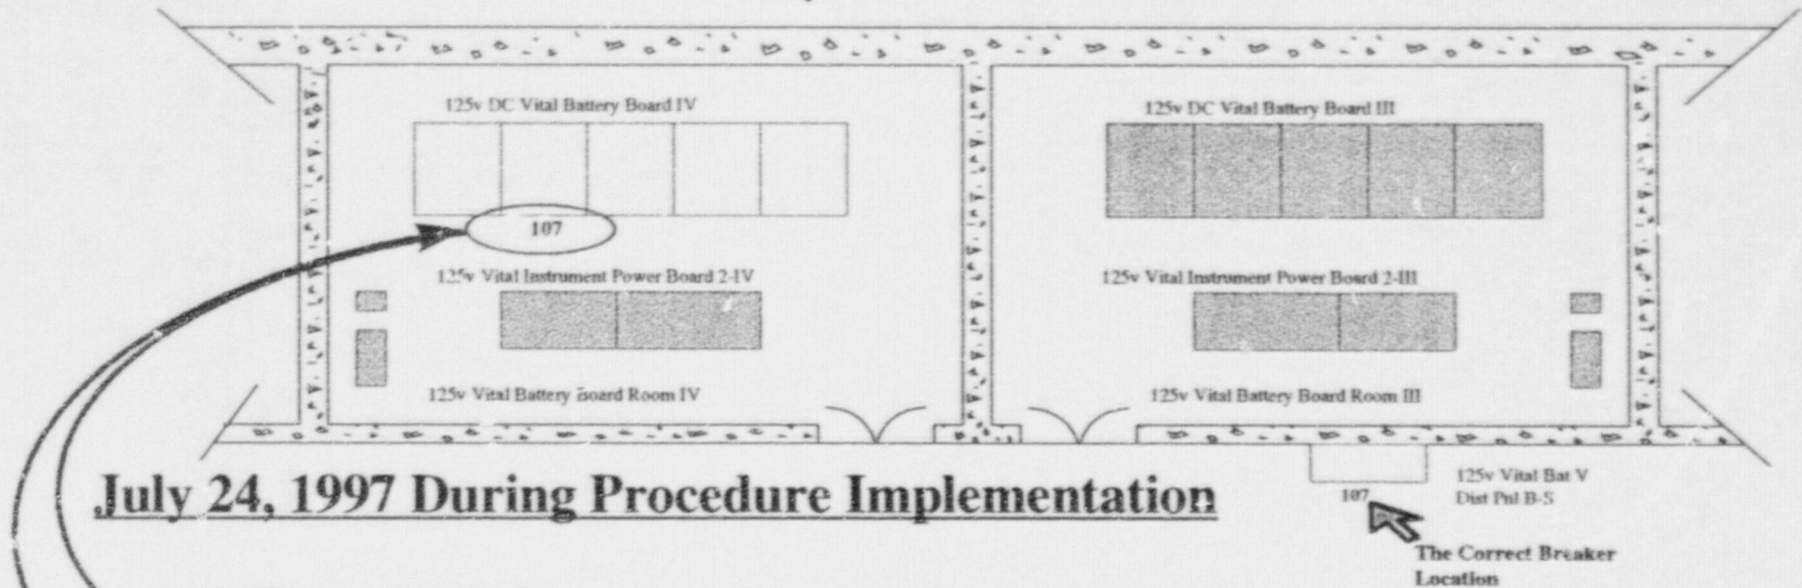 125v DC Vital Battery Board IV
125v DC Vital Battery Board III
107
125v Vital Instrument Power Board 2-IV
125v Vital Instrument Power Board 2-III
125v Vital Battery Board Room IV
125v Vital Battery Board Room III
July 24, 1997 During Procedure Implementation
125v Vital Bat V
Dist Pnl B-S
107
The Correct Breaker
Location